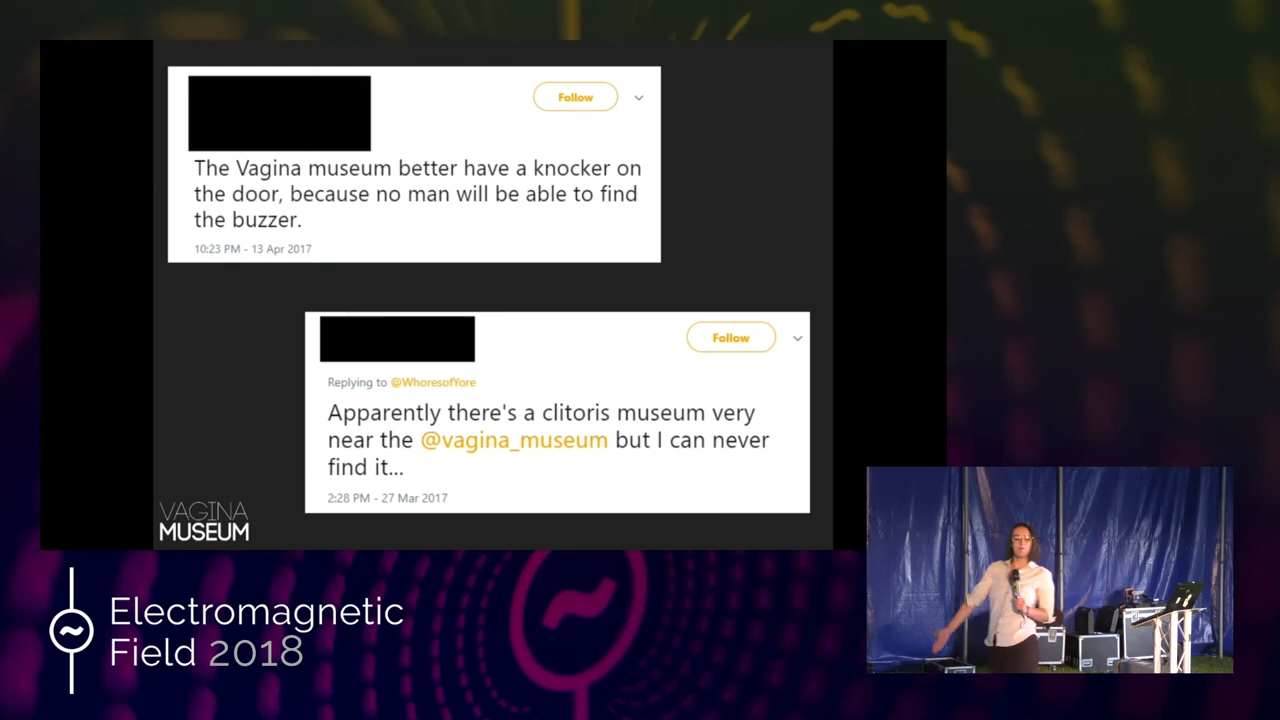 Follow
The Vagina museum better have a knocker on
the door, because no man will be able to find
the buzzer.
10:23 PM - 13 Apr 2017
Follow
Replying to @WhoresofYore
Apparently there's a clitoris museum very
near the @vagina_museum but I can never
find it...
2:28 PM - 27 Mar 2017
VAGINA
MUSEUM
Electromagnetic
Field 2018